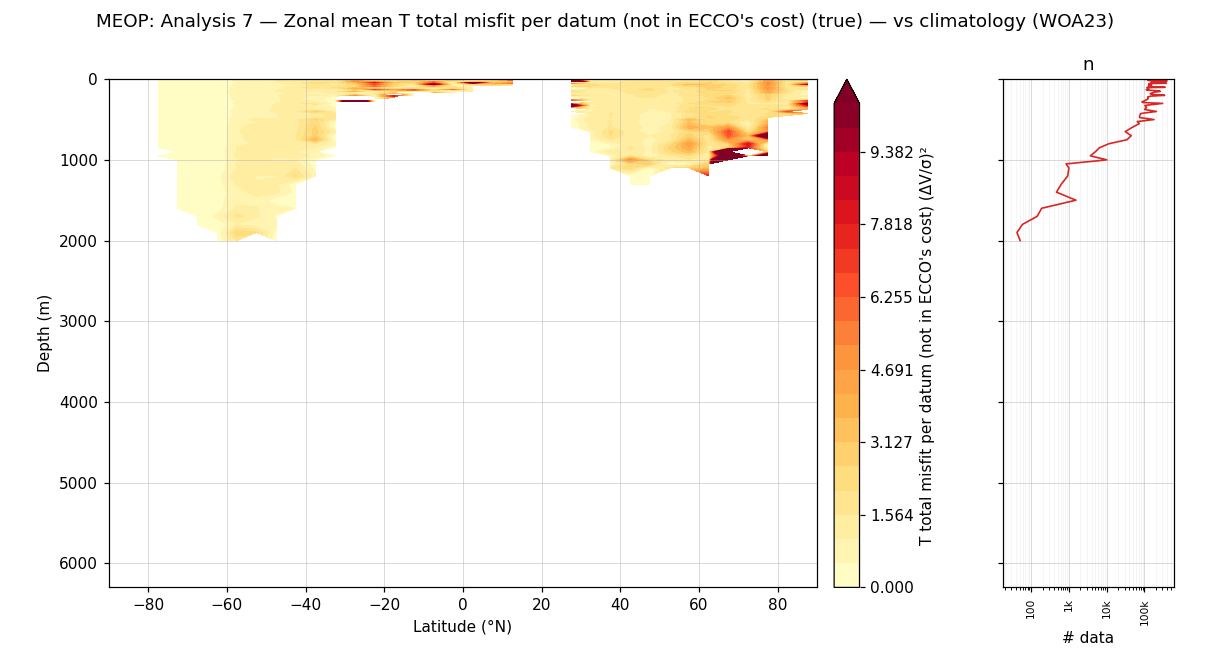 MEOP: Analysis 7 — Zonal mean T total misfit per datum (not in ECCO's cost) (true) — vs climatology (WOA23)
n
0
1000
2000
3000
4000
5000
6000
Depth (m)
−80
−60
−40
−20
0
20
40
60
80
Latitude (°N)
9.382
7.818
6.255
4.691
3.127
1.564
0.000
T total misfit per datum (not in ECCO's cost) (ΔV/σ)²
100
1k
10k
100k
# data